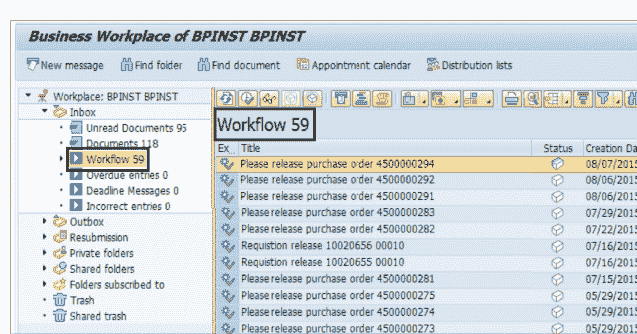 Business Workplace of BPINST BPINST
New message Find folder Find document Appointment calendar Distribution lists
Workplace: BPINST BPINST
Inbox
Unread Documents 95
Documents 118
Workflow 59
Overdue entries 0
Deadline Messages 0
Incorrect entries 0
Outbox
Resubmission
Private folders
Shared folders
Folders subscribed to
Trash
Shared trash
Workflow 59
Ex... Title Status Creation Da
Please release purchase order 4500000294 08/07/2015
Please release purchase order 4500000292 08/06/2015
Please release purchase order 4500000291 08/06/2015
Please release purchase order 4500000283 07/29/2015
Please release purchase order 4500000282 07/22/2015
Requistion release 10020656 00010 07/16/2015
Requistion release 10020655 00010 07/16/2015
Please release purchase order 4500000281 07/15/2015
Please release purchase order 4500000275 05/29/2015
Please release purchase order 4500000274 05/29/2015
Please release purchase order 4500000273 05/29/2015